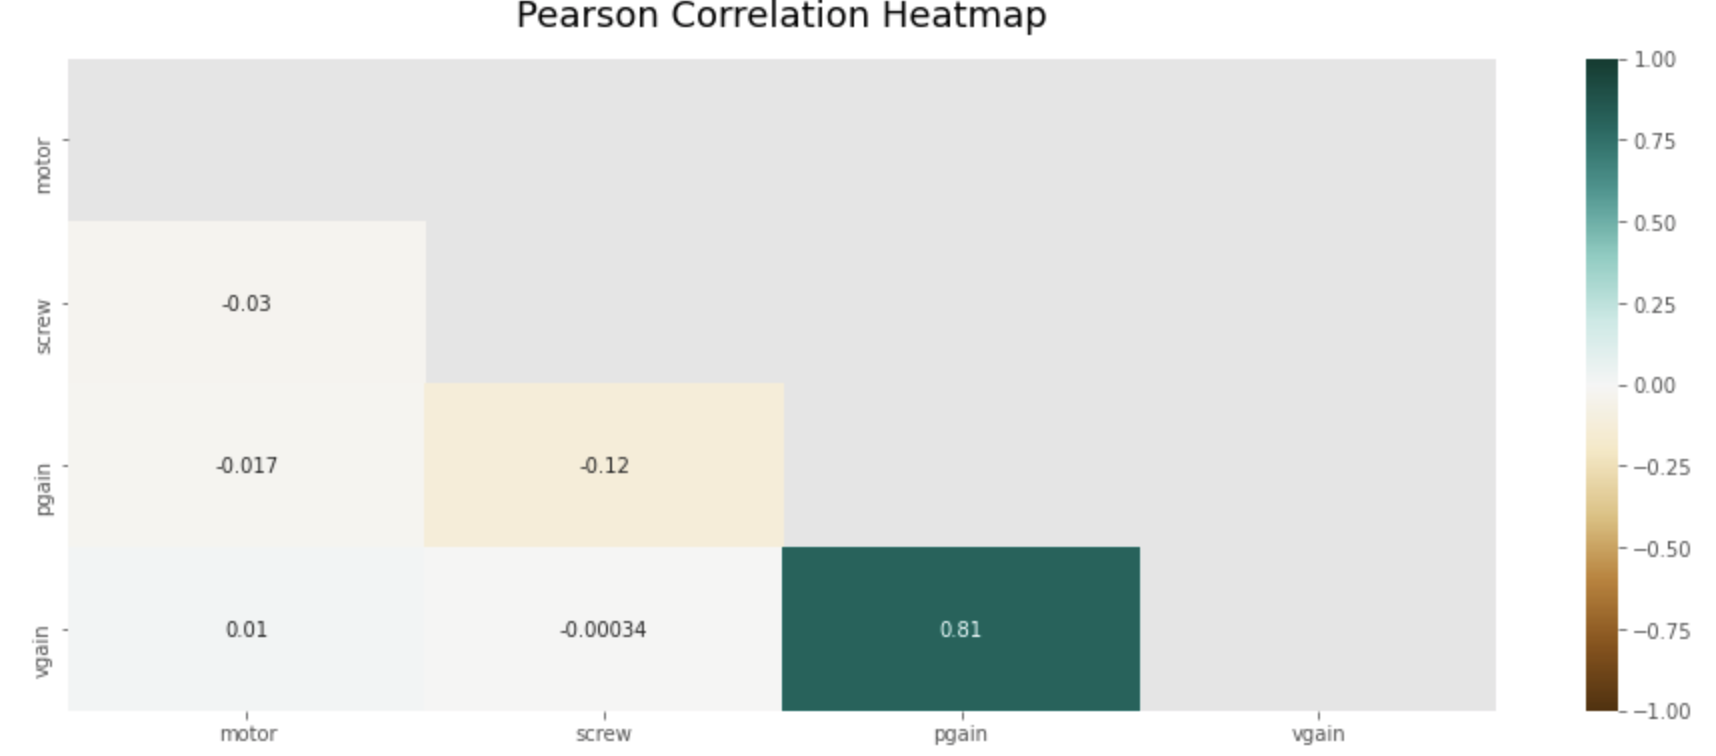 Pearson Correlation Heatmap
motor
screw
pgain
vgain
-0.03
-0.017
-0.12
0.01
-0.00034
0.81
motor
screw
pgain
vgain
1.00
0.75
0.50
0.25
0.00
−0.25
−0.50
−0.75
−1.00